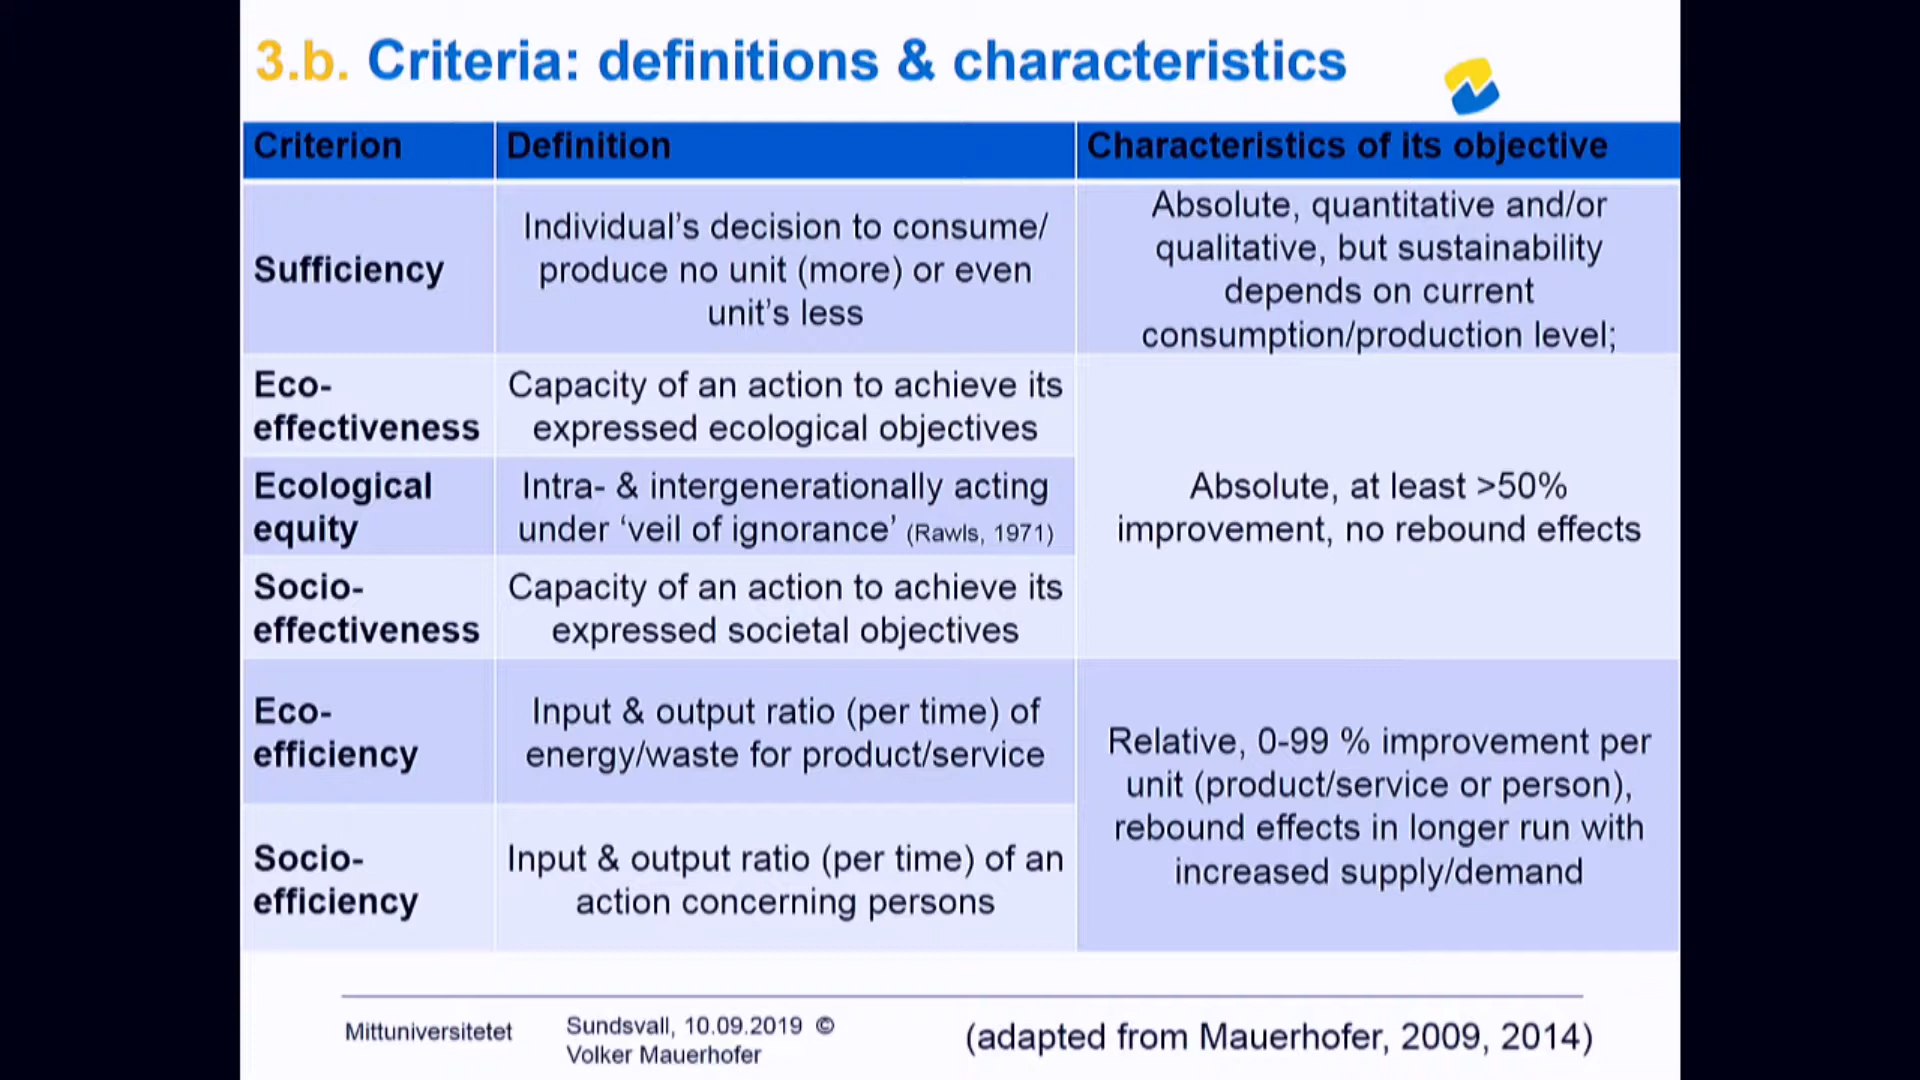 3.b. Criteria: definitions & characteristics
Criterion
Definition
Characteristics of its objective
Sufficiency
Individual's decision to consume/
produce no unit (more) or even
unit's less
Absolute, quantitative and/or
qualitative, but sustainability
depends on current
consumption/production level;
Eco-
effectiveness
Capacity of an action to achieve its
expressed ecological objectives
Ecological
equity
Intra- & intergenerationally acting
under ‘veil of ignorance’ (Rawls, 1971)
Absolute, at least >50%
improvement, no rebound effects
Socio-
effectiveness
Capacity of an action to achieve its
expressed societal objectives
Eco-
efficiency
Input & output ratio (per time) of
energy/waste for product/service
Relative, 0-99 % improvement per
unit (product/service or person),
rebound effects in longer run with
increased supply/demand
Socio-
efficiency
Input & output ratio (per time) of an
action concerning persons
Mittuniversitetet
Sundsvall, 10.09.2019 ©
Volker Mauerhofer
(adapted from Mauerhofer, 2009, 2014)